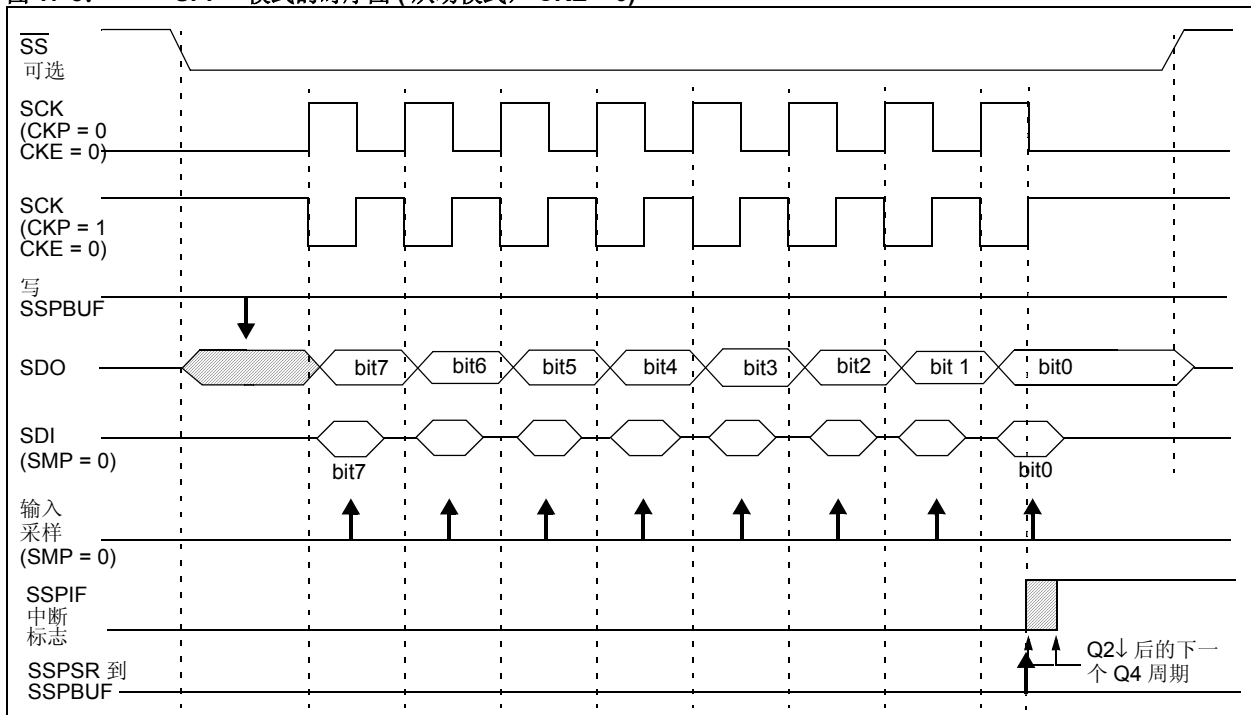 SS
可选
SCK
(CKP = 0
CKE = 0)
SCK
(CKP = 1
CKE = 0)
写
SSPBUF
SDO
bit7
bit6
bit5
bit4
bit3
bit2
bit 1
bit0
SDI
(SMP = 0)
bit7
bit0
输入
采样
(SMP = 0)
SSPIF
中断
标志
Q2↓ 后的下一
个 Q4 周期
SSPSR 到
SSPBUF